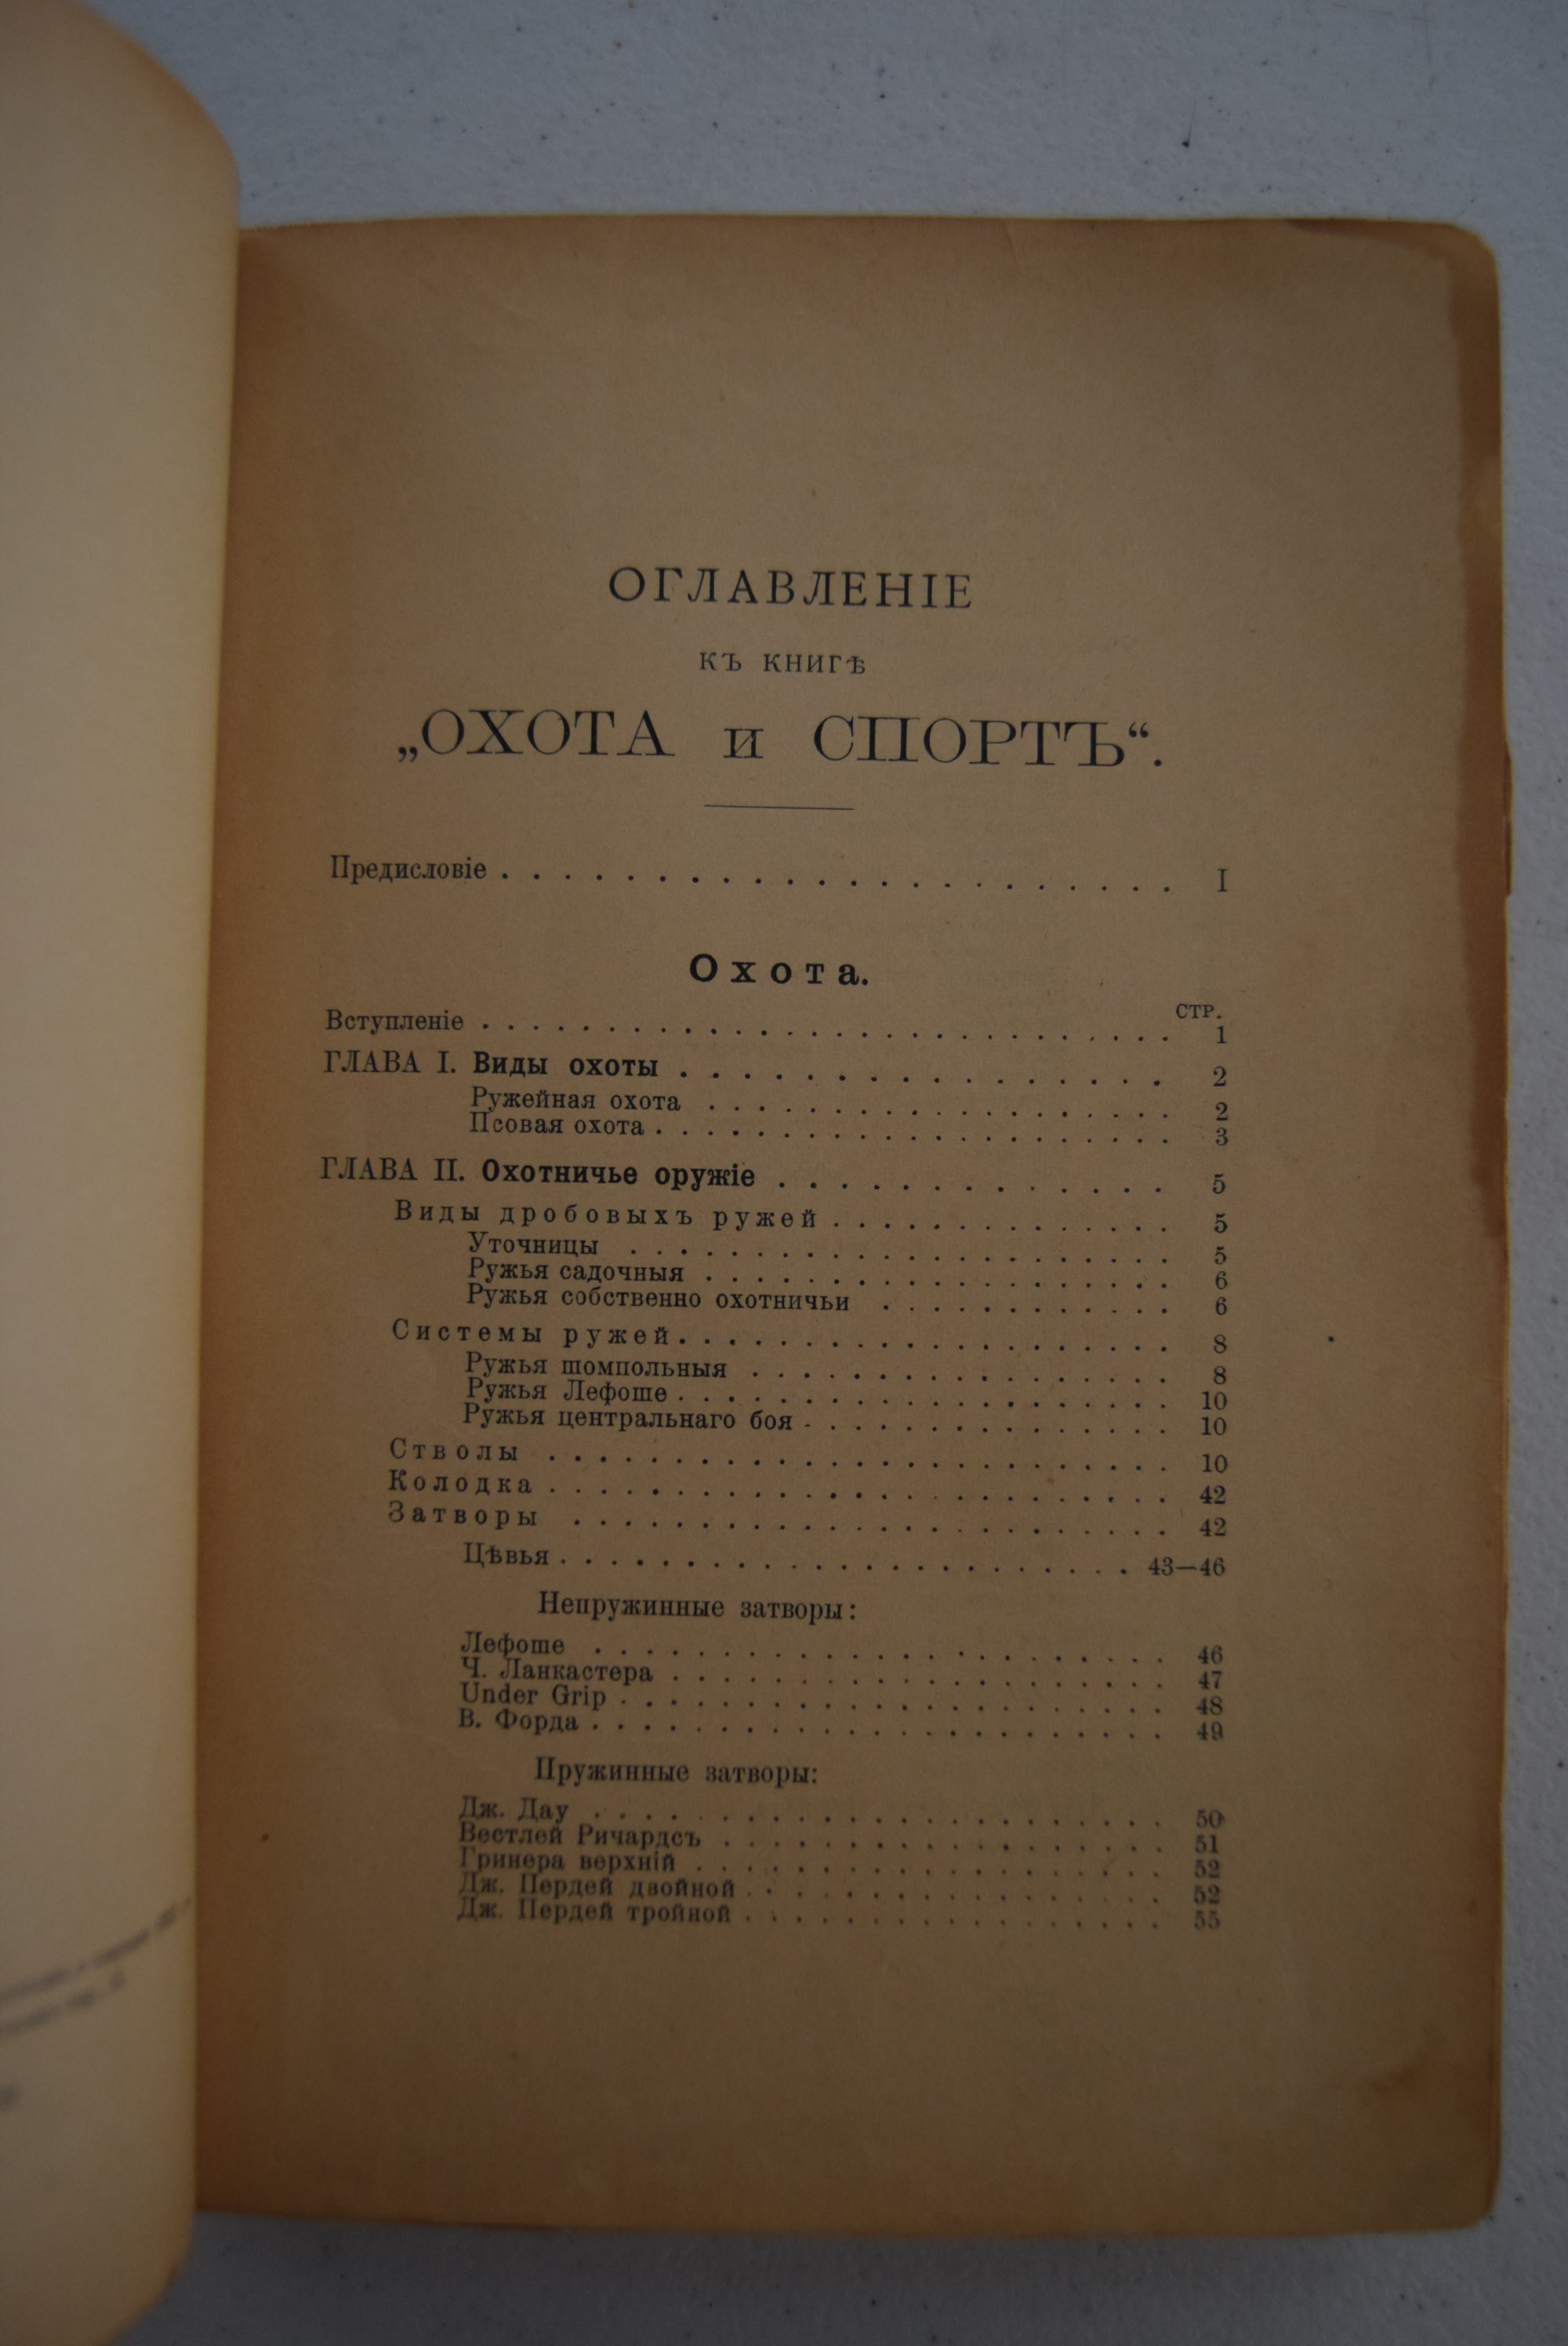 ОГЛАВЛЕНІЕ
къ книгѣ
„ОХОТА и СПОРТЪ“.
Предисловіе . . . . . . . . . . . . . . . . . . . . . . I
Охота.
СТР.
Вступленіе . . . . . . . . . . . . . . . . . . . . . . 1
ГЛАВА I. Виды охоты . . . . . . . . . . . . . . . . 2
Ружейная охота . . . . . . . . . . . . . . . . . . 2
Псовая охота . . . . . . . . . . . . . . . . . . . 3
ГЛАВА II. Охотничье оружіе . . . . . . . . . . . . . 5
Виды дробовыхъ ружей . . . . . . . . . . . . . . 5
Уточницы . . . . . . . . . . . . . . . . . . . . . 5
Ружья садочныя . . . . . . . . . . . . . . . . . . 6
Ружья собственно охотничьи . . . . . . . . . . . . 6
Системы ружей . . . . . . . . . . . . . . . . . . . 8
Ружья шомпольныя . . . . . . . . . . . . . . . . . 8
Ружья Лефоше . . . . . . . . . . . . . . . . . . . 10
Ружья центральнаго боя . . . . . . . . . . . . . . 10
Стволы . . . . . . . . . . . . . . . . . . . . . . 10
Колодка . . . . . . . . . . . . . . . . . . . . . . 42
Затворы . . . . . . . . . . . . . . . . . . . . . . 42
Цѣвья . . . . . . . . . . . . . . . . . . . . . . 43—46
Непружинные затворы:
Лефоше . . . . . . . . . . . . . . . . . . . . . . 46
Ч. Ланкастера . . . . . . . . . . . . . . . . . . . 47
Under Grip . . . . . . . . . . . . . . . . . . . . 48
В. Форда . . . . . . . . . . . . . . . . . . . . . 49
Пружинные затворы:
Дж. Дау . . . . . . . . . . . . . . . . . . . . . . 50
Вестлей Ричардсъ . . . . . . . . . . . . . . . . . 51
Гринера верхній . . . . . . . . . . . . . . . . . . 52
Дж. Пердей двойной . . . . . . . . . . . . . . . . 52
Дж. Пердей тройной . . . . . . . . . . . . . . . . 55